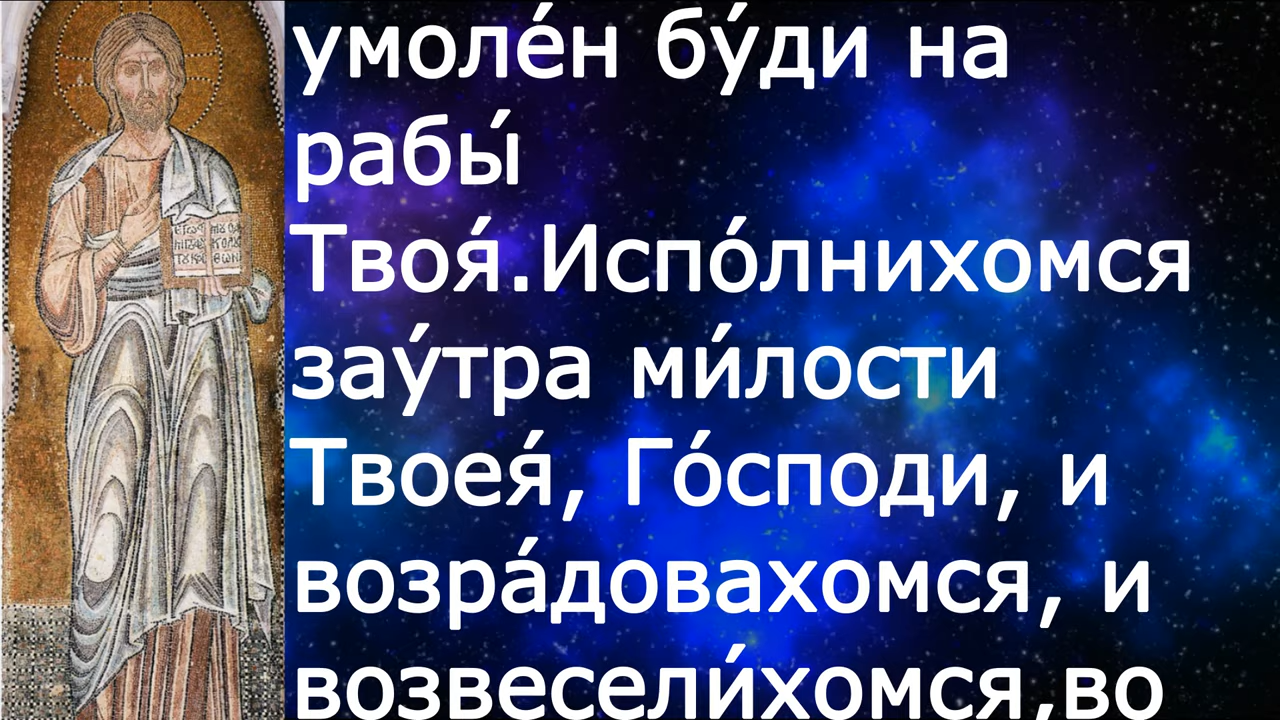 умоле́н бу́ди на
рабы́
Твоя́.Испо́лнихомся
зау́тра ми́лости
Твоея́, Го́споди, и
возра́довахомся, и
возвесели́хомся,во